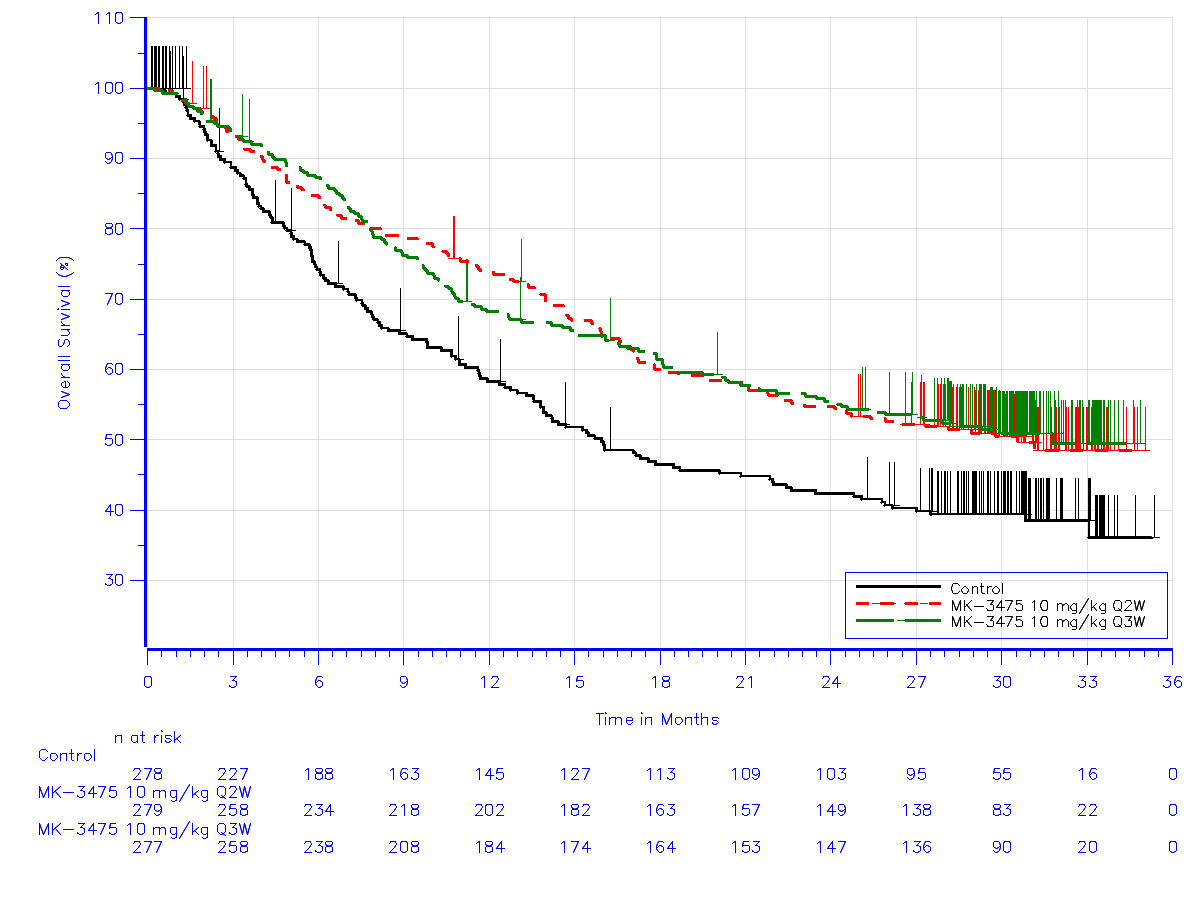 110
100
90
80
70
60
50
40
30
Overall Survival (%)
Control
MK-3475 10 mg/kg Q2W
MK-3475 10 mg/kg Q3W
0 3 6 9 12 15 18 21 24 27 30 33 36
Time in Months
n at risk
Control
278 227 188 163 145 127 113 109 103 95 55 16 0
MK-3475 10 mg/kg Q2W
279 258 234 218 202 182 163 157 149 138 83 22 0
MK-3475 10 mg/kg Q3W
277 258 238 208 184 174 164 153 147 136 90 20 0